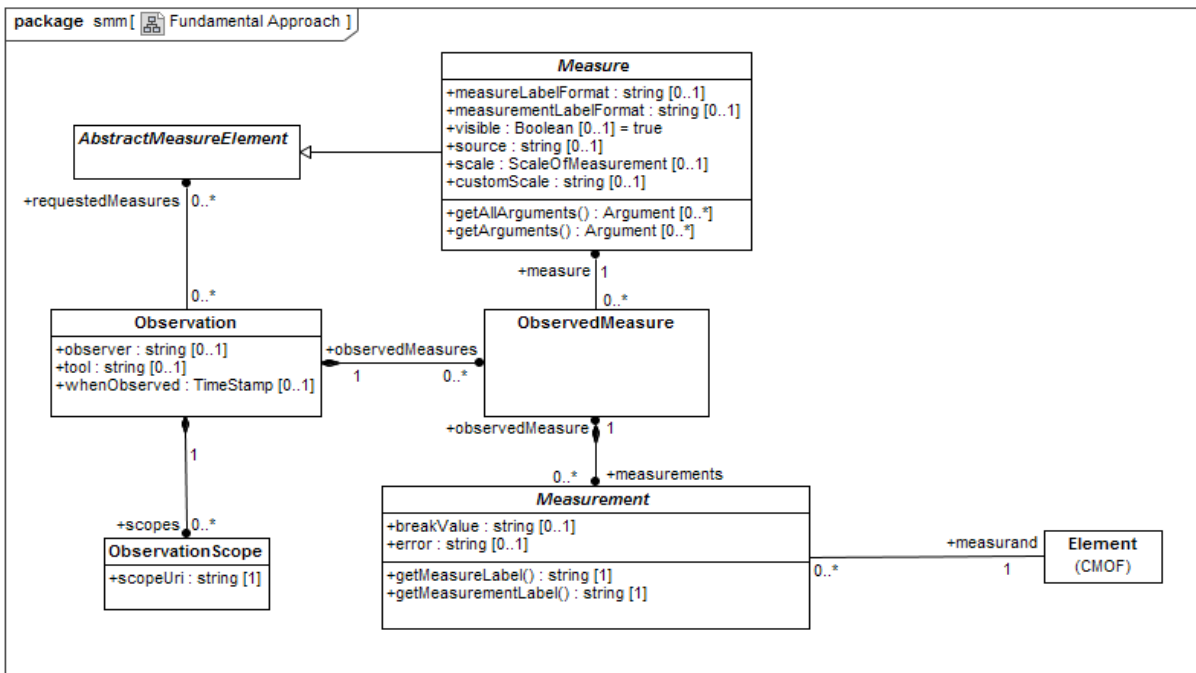 package smm[ Fundamental Approach ]
Measure
+measureLabelFormat : string [0..1]
+measurementLabelFormat : string [0..1]
+visible : Boolean [0..1] = true
+source : string [0..1]
+scale : ScaleOfMeasurement [0..1]
+customScale : string [0..1]
+getAllArguments() : Argument [0..*]
+getArguments() : Argument [0..*]
AbstractMeasureElement
+requestedMeasures 0..*
0..*
+measure 1
0..*
Observation
+observer : string [0..1]
+tool : string [0..1]
+whenObserved : TimeStamp [0..1]
+observedMeasures
1 0..*
ObservedMeasure
+observedMeasure 1
0..* +measurements
1
+scopes 0..*
ObservationScope
+scopeUri : string [1]
Measurement
+breakValue : string [0..1]
+error : string [0..1]
+getMeasureLabel() : string [1]
+getMeasurementLabel() : string [1]
+measurand
0..* 1
Element
(CMOF)